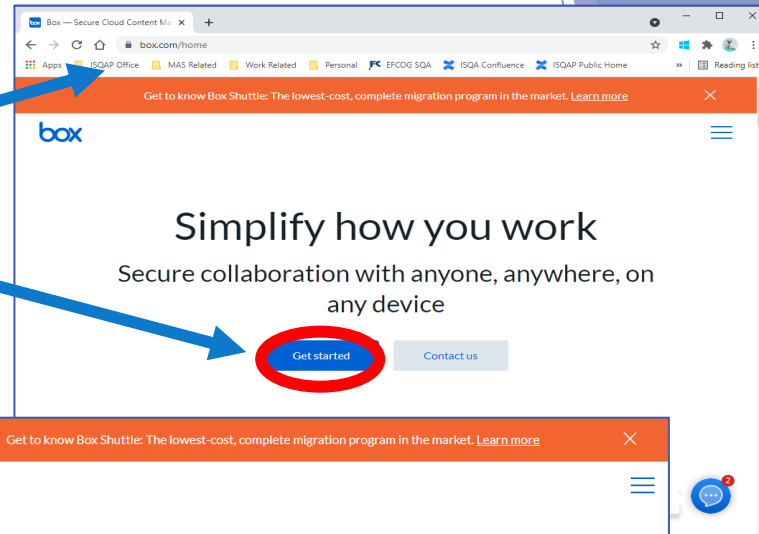 box Box — Secure Cloud Content Ma
box.com/home
Apps ISQAP Office MAS Related Work Related Personal FC EFCOG SQA ISQA Confluence ISQAP Public Home » Reading list
Get to know Box Shuttle: The lowest-cost, complete migration program in the market. Learn more
box
Simplify how you work
Secure collaboration with anyone, anywhere, on
any device
Get started Contact us
Get to know Box Shuttle: The lowest-cost, complete migration program in the market. Learn more
2